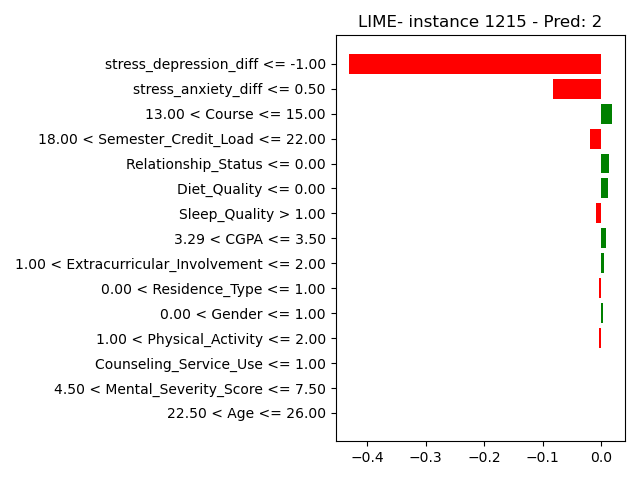 LIME- instance 1215 - Pred: 2
stress_depression_diff <= -1.00
stress_anxiety_diff <= 0.50
13.00 < Course <= 15.00
18.00 < Semester_Credit_Load <= 22.00
Relationship_Status <= 0.00
Diet_Quality <= 0.00
Sleep_Quality > 1.00
3.29 < CGPA <= 3.50
1.00 < Extracurricular_Involvement <= 2.00
0.00 < Residence_Type <= 1.00
0.00 < Gender <= 1.00
1.00 < Physical_Activity <= 2.00
Counseling_Service_Use <= 1.00
4.50 < Mental_Severity_Score <= 7.50
22.50 < Age <= 26.00
−0.4 −0.3 −0.2 −0.1 0.0